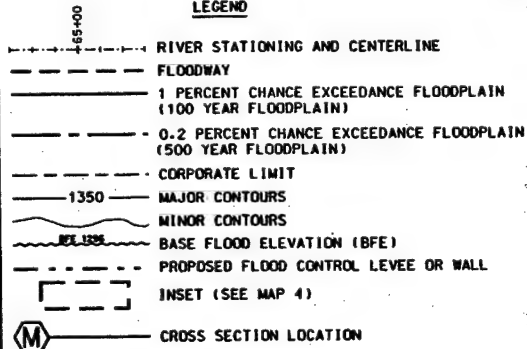 LEGEND
65+00
RIVER STATIONING AND CENTERLINE
FLOODWAY
1 PERCENT CHANCE EXCEEDANCE FLOODPLAIN
(100 YEAR FLOODPLAIN)
0.2 PERCENT CHANCE EXCEEDANCE FLOODPLAIN
(500 YEAR FLOODPLAIN)
CORPORATE LIMIT
1350 MAJOR CONTOURS
MINOR CONTOURS
BFE BASE FLOOD ELEVATION (BFE)
PROPOSED FLOOD CONTROL LEVEE OR WALL
INSET (SEE MAP 4)
M CROSS SECTION LOCATION